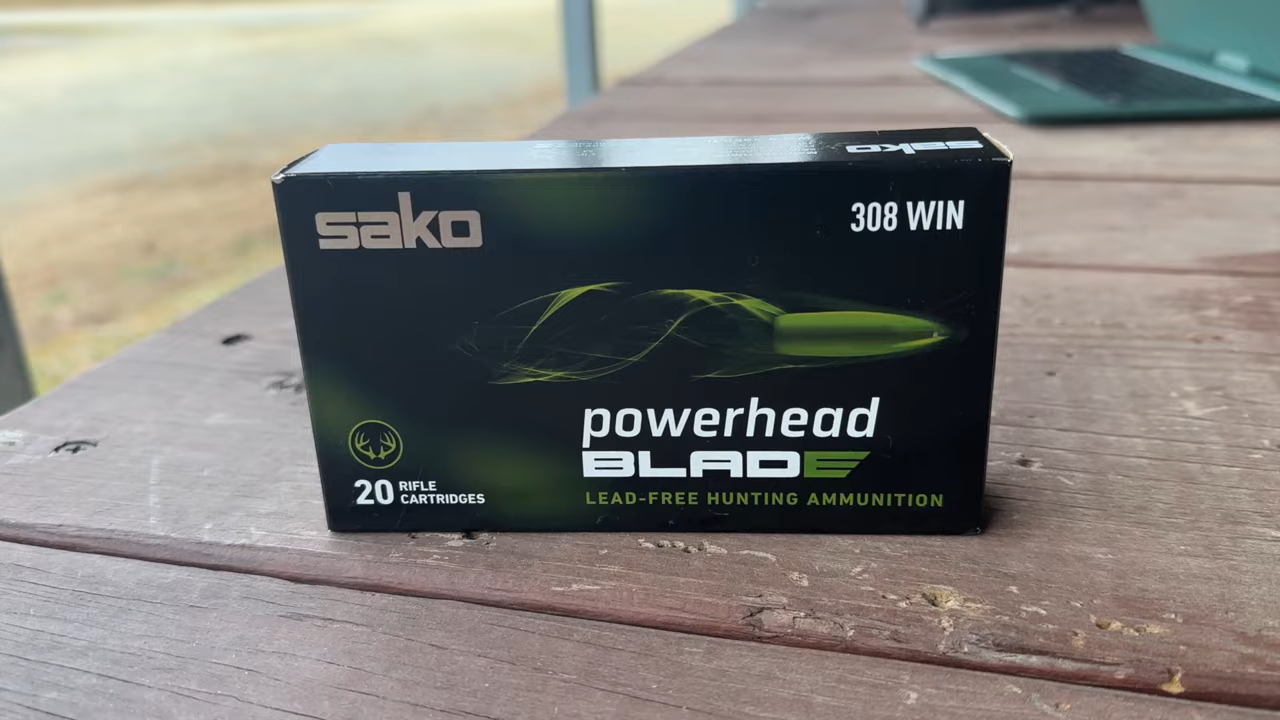 sako
sako
308 WIN
powerhead
BLADE
20 RIFLE
CARTRIDGES
LEAD-FREE HUNTING AMMUNITION